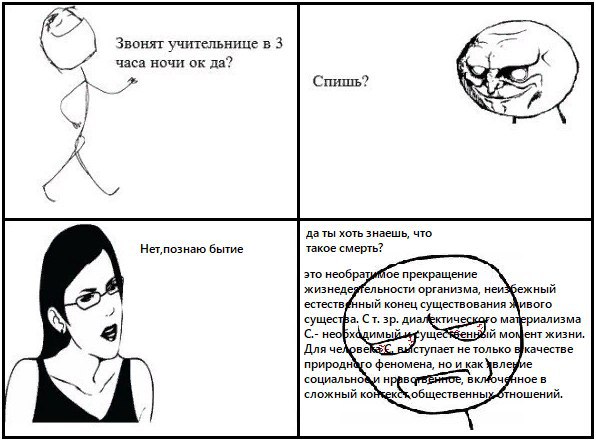 Звонят учительнице в 3
часа ночи ок да?
Спишь?
Нет,познаю бытие
да ты хоть знаешь, что
такое смерть?
это необратимое прекращение
жизнедеятельности организма, неизбежный
естественный конец существования живого
существа. С т. зр. диалектического материализма
С.- необходимый и существенный момент жизни.
Для человека С. выступает не только в качестве
природного феномена, но и как явление
социальное и нравственное, включенное в
сложный контекст общественных отношений.